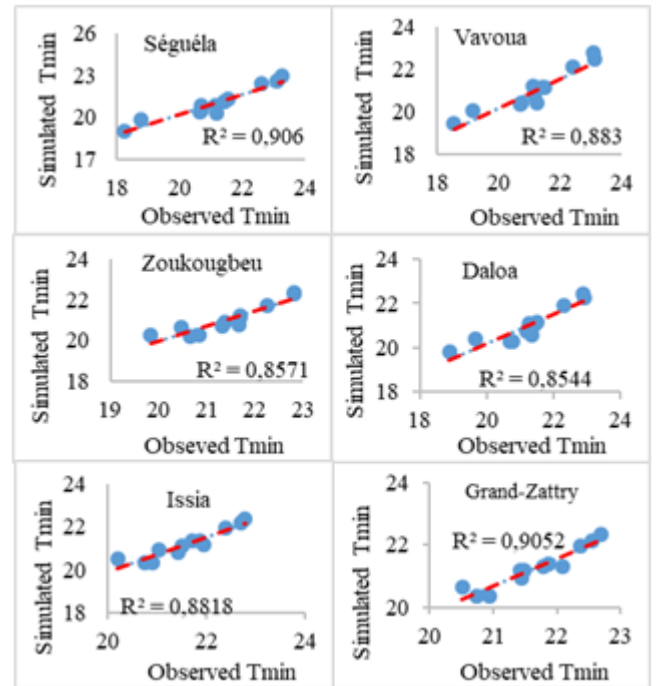 Séguéla
Simulated Tmin
26
23
20
17
R² = 0,906
18 20 22 24
Observed Tmin
Vavoua
Simulated Tmin
24
22
20
18
R² = 0,883
18 20 22 24
Observed Tmin
Zoukougbeu
Simulated Tmin
24
22
20
18
R² = 0,8571
19 20 21 22 23
Obseved Tmin
Daloa
Simulated Tmin
24
22
20
18
R² = 0,8544
18 20 22 24
Observed Tmin
Issia
Simulated Tmin
24
22
20
18
R² = 0,8818
20 22 24
Observed Tmin
Grand-Zattry
Simulated Tmin
24
22
20
R² = 0,9052
20 21 22 23
Observed Tmin